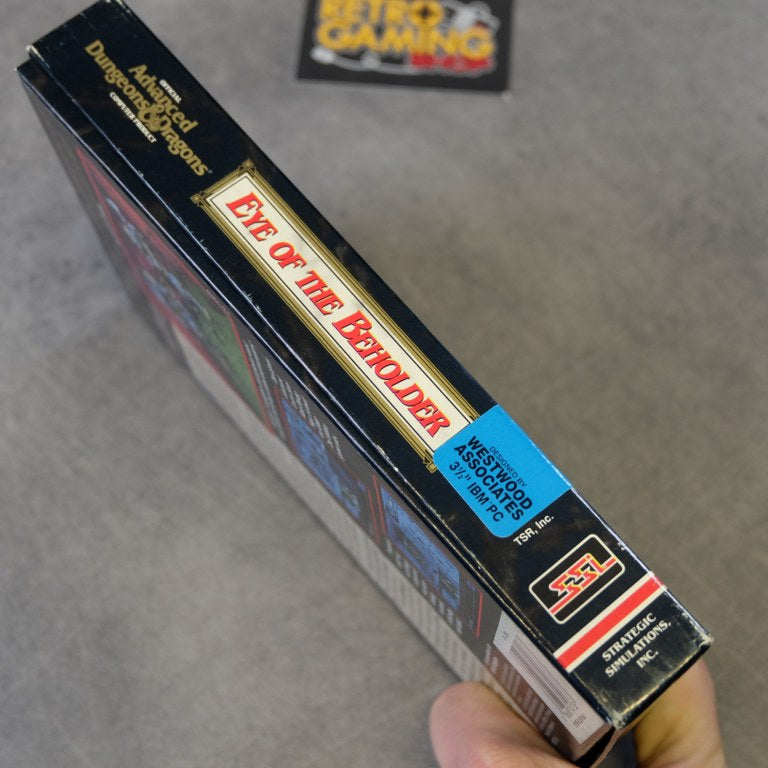 RETRO
GAMING
OFFICIAL
Advanced
Dungeons & Dragons
COMPUTER PRODUCT
EYE OF THE BEHOLDER
DESIGNED BY
WESTWOOD
ASSOCIATES
3½" IBM PC
TSR, Inc.
SSI
STRATEGIC
SIMULATIONS,
INC.